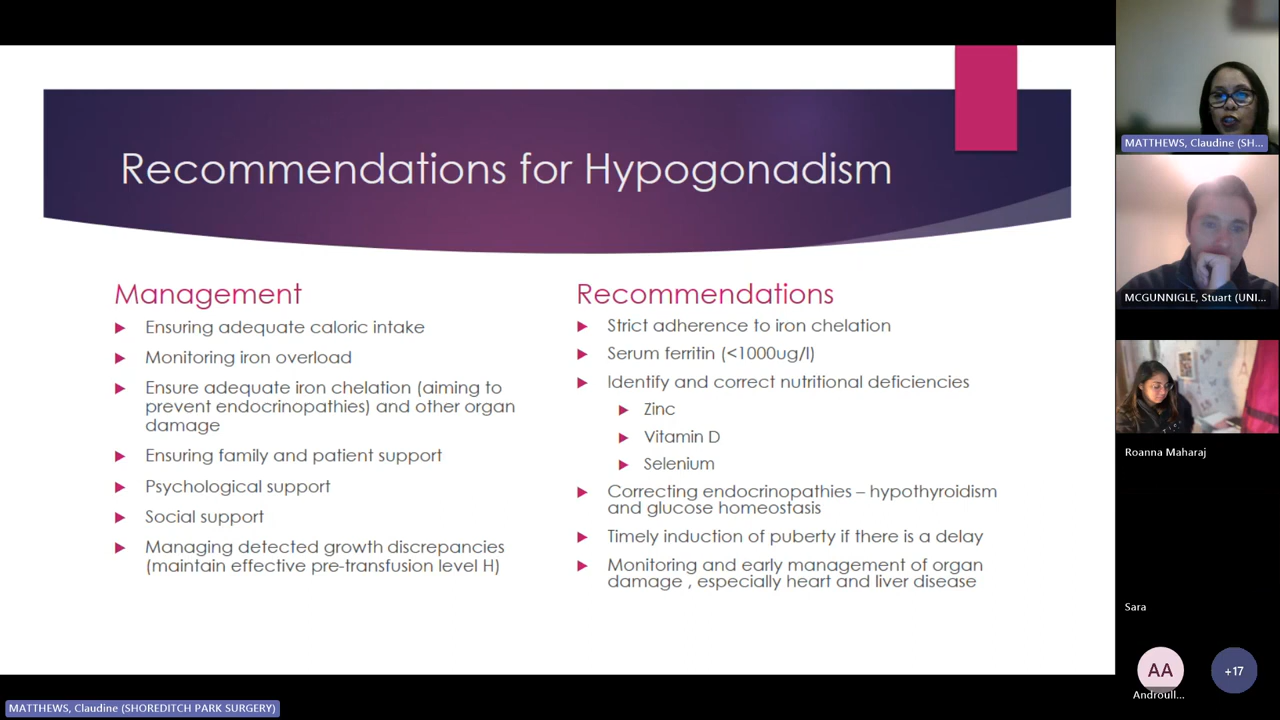 Recommendations for Hypogonadism
Management
Ensuring adequate caloric intake
Monitoring iron overload
Ensure adequate iron chelation (aiming to
prevent endocrinopathies) and other organ
damage
Ensuring family and patient support
Psychological support
Social support
Managing detected growth discrepancies
(maintain effective pre-transfusion level H)
Recommendations
Strict adherence to iron chelation
Serum ferritin (<1000ug/l)
Identify and correct nutritional deficiencies
Zinc
Vitamin D
Selenium
Correcting endocrinopathies – hypothyroidism
and glucose homeostasis
Timely induction of puberty if there is a delay
Monitoring and early management of organ
damage , especially heart and liver disease
MATTHEWS, Claudine (SH...
MCGUNNIGLE, Stuart (UNI...
Roanna Maharaj
Sara
AA
Androull...
+17
MATTHEWS, Claudine (SHOREDITCH PARK SURGERY)